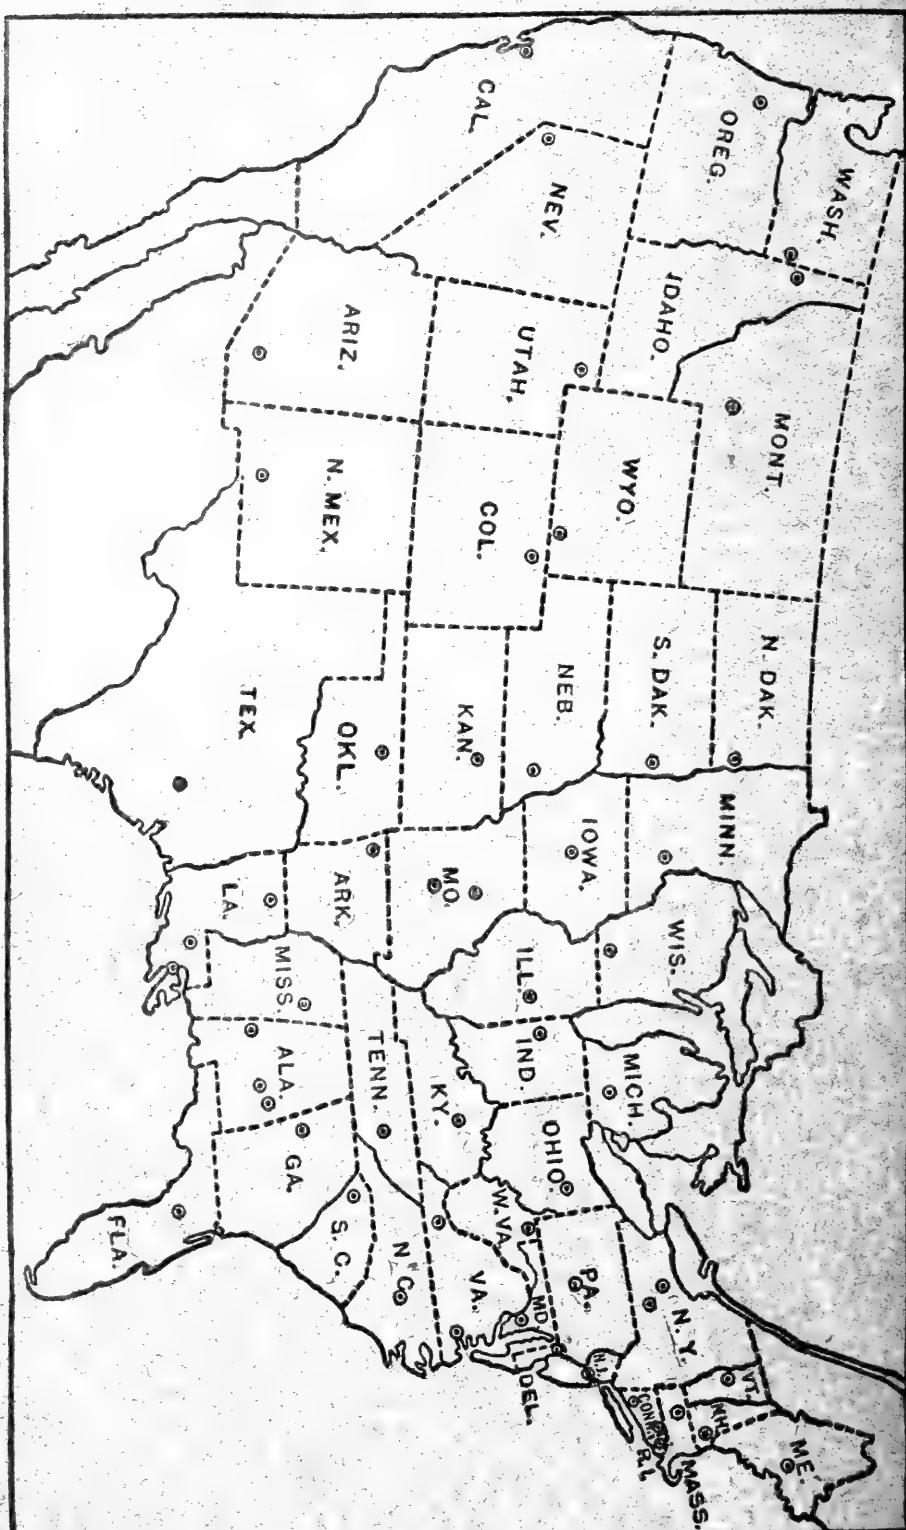 WASH.
OREG.
CAL.
NEV.
IDAHO.
MONT.
UTAH.
WYO.
ARIZ.
COL.
N. MEX.
N. DAK.
S. DAK.
NEB.
KAN.
OKL.
TEX.
MINN.
IOWA.
MO.
ARK.
LA.
WIS.
ILL.
MISS.
MICH.
IND.
OHIO.
KY.
TENN.
ALA.
GA.
FLA.
W.VA.
VA.
N. C.
S. C.
PA.
MD.
DEL.
N. Y.
N.J.
VT.
N.H.
ME.
MASS.
CONN.
R.I.